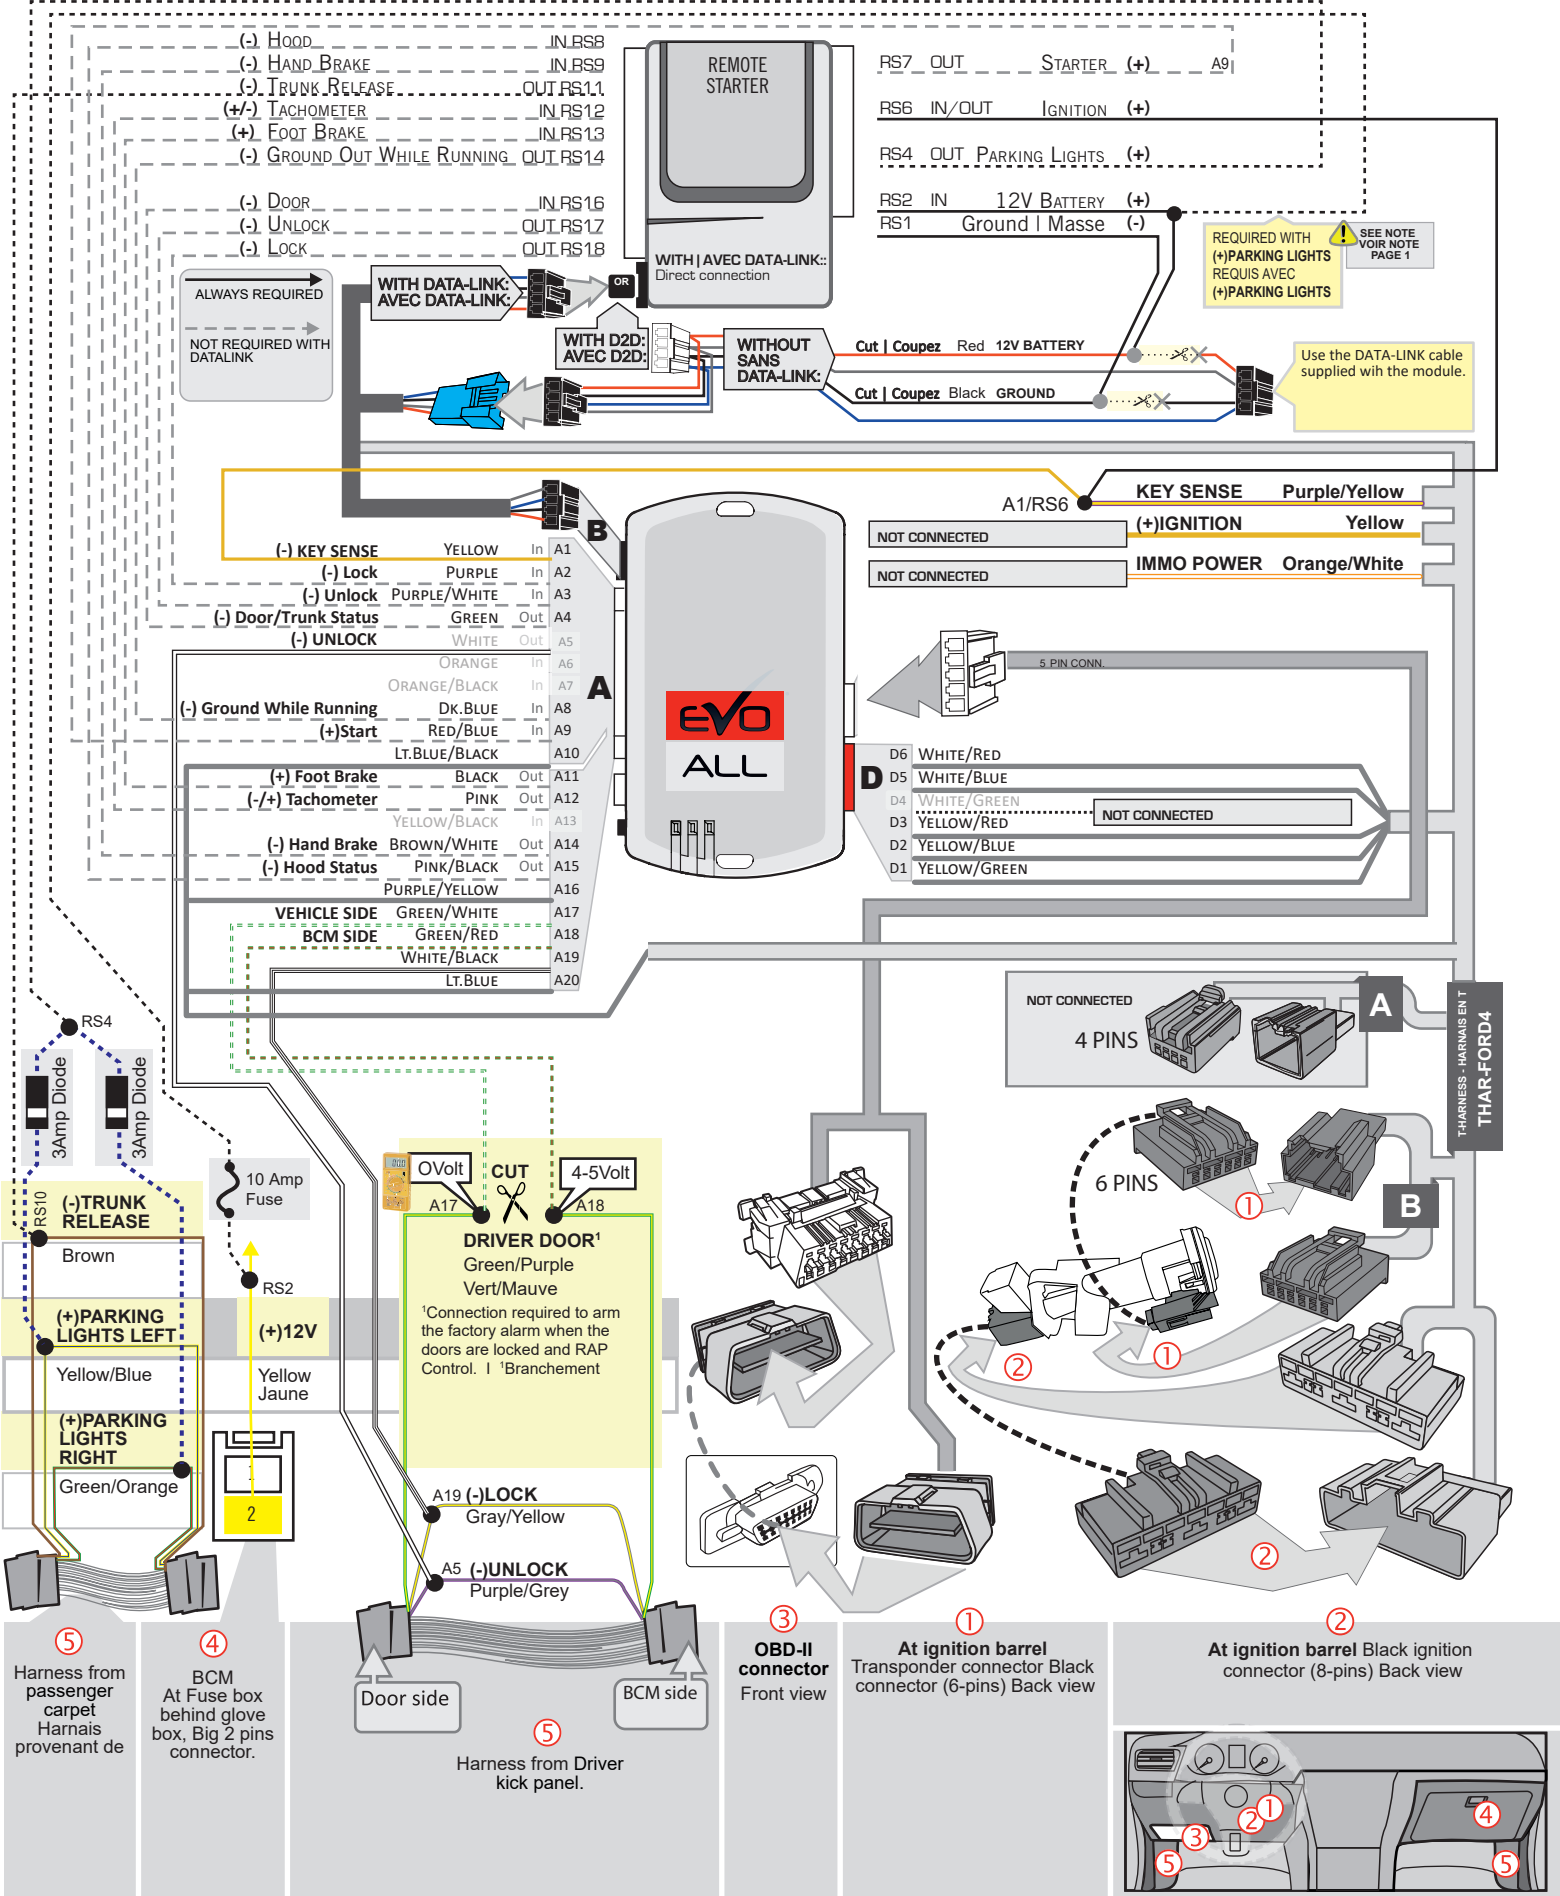 (-) HOOD IN RS8
(-) HAND BRAKE IN RS9
(-) TRUNK RELEASE OUT RS11
(+/-) TACHOMETER IN RS12
(+) FOOT BRAKE IN RS13
(-) GROUND OUT WHILE RUNNING OUT RS14
(-) DOOR IN RS16
(-) UNLOCK OUT RS17
(-) LOCK OUT RS18
REMOTE
STARTER
WITH | AVEC DATA-LINK::
Direct connection
RS7 OUT STARTER (+) A9
RS6 IN/OUT IGNITION (+)
RS4 OUT PARKING LIGHTS (+)
RS2 IN 12V BATTERY (+)
RS1 Ground | Masse (-)
REQUIRED WITH
(+)PARKING LIGHTS
REQUIS AVEC
(+)PARKING LIGHTS
SEE NOTE
VOIR NOTE
PAGE 1
ALWAYS REQUIRED
NOT REQUIRED WITH
DATALINK
WITH DATA-LINK:
AVEC DATA-LINK:
OR
WITH D2D:
AVEC D2D:
WITHOUT
SANS
DATA-LINK:
Cut | Coupez Red 12V BATTERY
Cut | Coupez Black GROUND
Use the DATA-LINK cable
supplied wih the module.
A1/RS6
KEY SENSE Purple/Yellow
NOT CONNECTED (+)IGNITION Yellow
NOT CONNECTED IMMO POWER Orange/White
B
(-) KEY SENSE YELLOW In A1
(-) Lock PURPLE In A2
(-) Unlock PURPLE/WHITE In A3
(-) Door/Trunk Status GREEN Out A4
(-) UNLOCK WHITE Out A5
ORANGE In A6
ORANGE/BLACK In A7
(-) Ground While Running DK.BLUE In A8
(+)Start RED/BLUE In A9
LT.BLUE/BLACK A10
(+) Foot Brake BLACK Out A11
(-/+) Tachometer PINK Out A12
YELLOW/BLACK In A13
(-) Hand Brake BROWN/WHITE Out A14
(-) Hood Status PINK/BLACK Out A15
PURPLE/YELLOW A16
VEHICLE SIDE GREEN/WHITE A17
BCM SIDE GREEN/RED A18
WHITE/BLACK A19
LT.BLUE A20
A
EVO
ALL
5 PIN CONN.
D
D6 WHITE/RED
D5 WHITE/BLUE
D4 WHITE/GREEN NOT CONNECTED
D3 YELLOW/RED
D2 YELLOW/BLUE
D1 YELLOW/GREEN
NOT CONNECTED
4 PINS
A
T-HARNESS - HARNAIS EN T
THAR-FORD4
6 PINS
B
1
1
2
2
RS4
3Amp Diode
3Amp Diode
10 Amp
Fuse
RS10
(-)TRUNK
RELEASE
Brown
RS2
(+)PARKING
LIGHTS LEFT
(+)12V
Yellow/Blue
Yellow
Jaune
(+)PARKING
LIGHTS
RIGHT
Green/Orange
1
2
0Volt
CUT
4-5Volt
A17
A18
DRIVER DOOR¹
Green/Purple
Vert/Mauve
¹Connection required to arm
the factory alarm when the
doors are locked and RAP
Control. I ¹Branchement
A19 (-)LOCK
Gray/Yellow
A5 (-)UNLOCK
Purple/Grey
Door side
BCM side
5
Harness from
passenger
carpet
Harnais
provenant de
4
BCM
At Fuse box
behind glove
box, Big 2 pins
connector.
5
Harness from Driver
kick panel.
3
OBD-II
connector
Front view
1
At ignition barrel
Transponder connector Black
connector (6-pins) Back view
2
At ignition barrel Black ignition
connector (8-pins) Back view
1
2
3
4
5
5